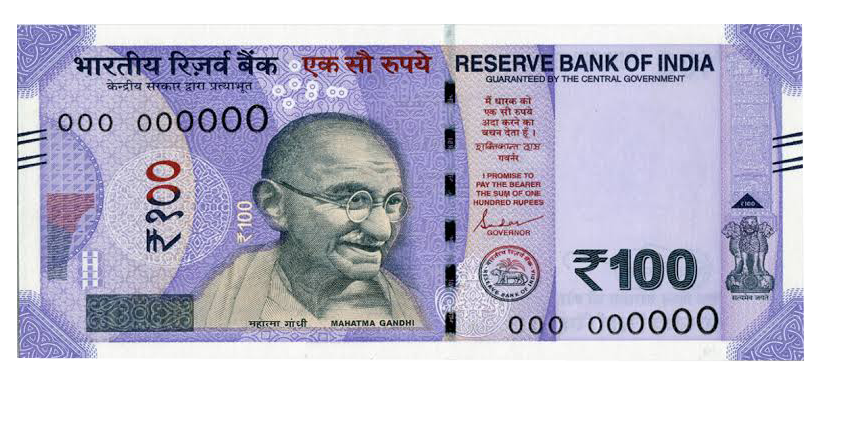 भारतीय रिज़र्व बैंक
केन्द्रीय सरकार द्वारा प्रत्याभूत
एक सौ रुपये
RESERVE BANK OF INDIA
GUARANTEED BY THE CENTRAL GOVERNMENT
000 000000
₹१००
₹100
मैं धारक को
एक सौ रुपये
अदा करने का
वचन देता हूँ ।
शक्तिकान्त दास
गवर्नर
I PROMISE TO
PAY THE BEARER
THE SUM OF ONE
HUNDRED RUPEES
GOVERNOR
भारतीय रिज़र्व बैंक
RESERVE BANK OF INDIA
₹100
₹100
सत्यमेव जयते
महात्मा गांधी
MAHATMA GANDHI
000 000000